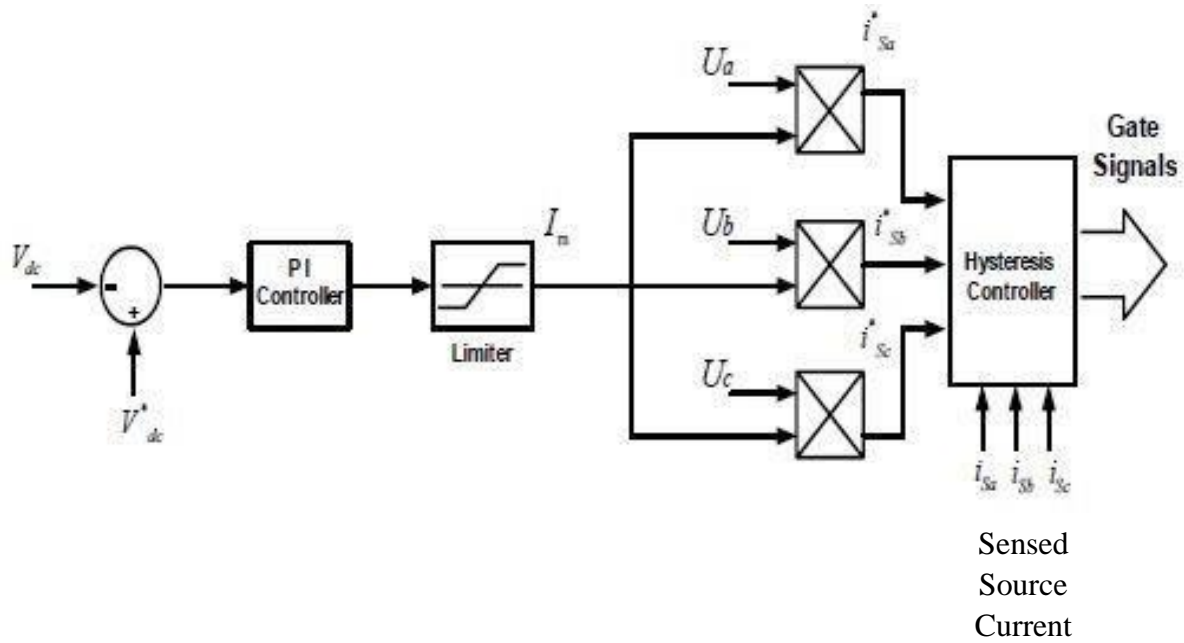 i*Sa
Ua
Gate
Signals
Ub
i*Sb
Im
Vdc
-
PI
Controller
Hysteresis
Controller
+
Limiter
i*Sc
Uc
V*dc
iSa iSb iSc
Sensed
Source
Current